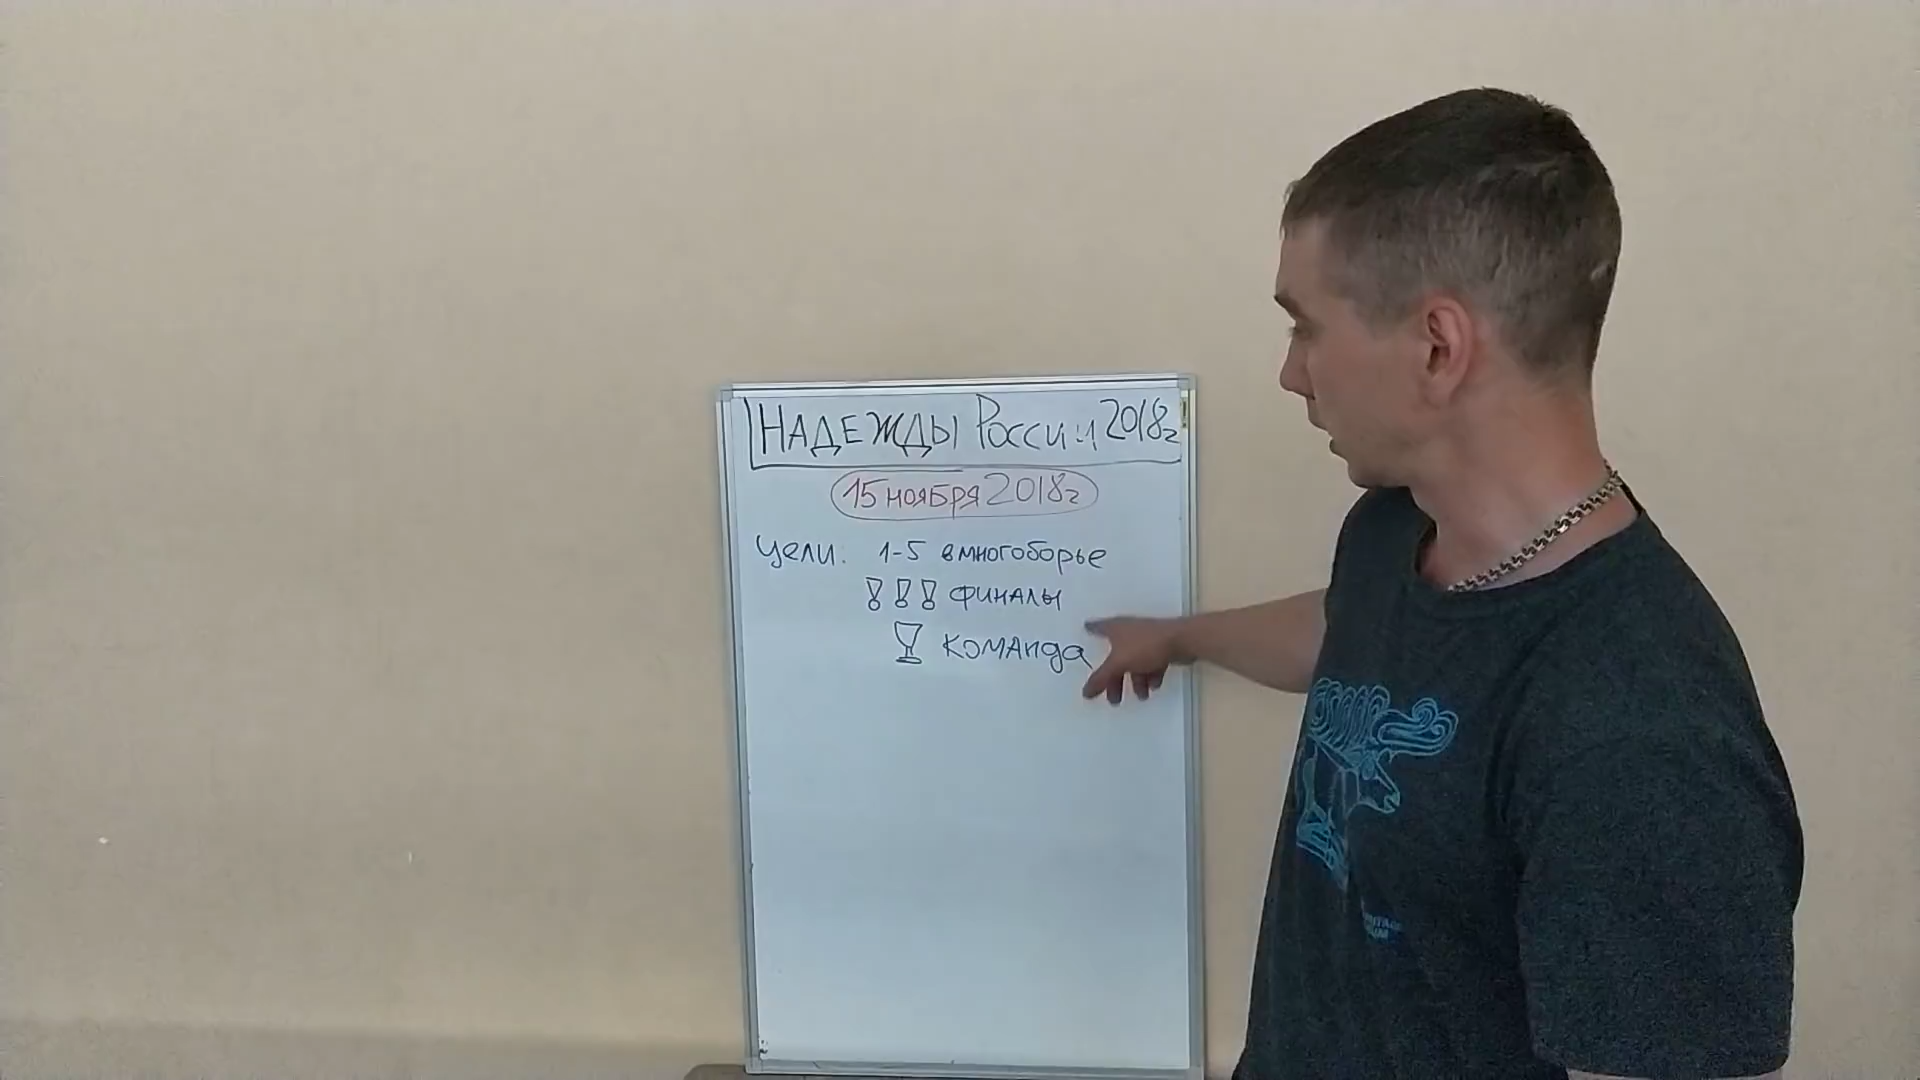 НАДЕЖДЫ РОССИИ 2018г
15 НОЯБРЯ 2018г
Цели: 1-5 в многоборье
!!! финалы
команда